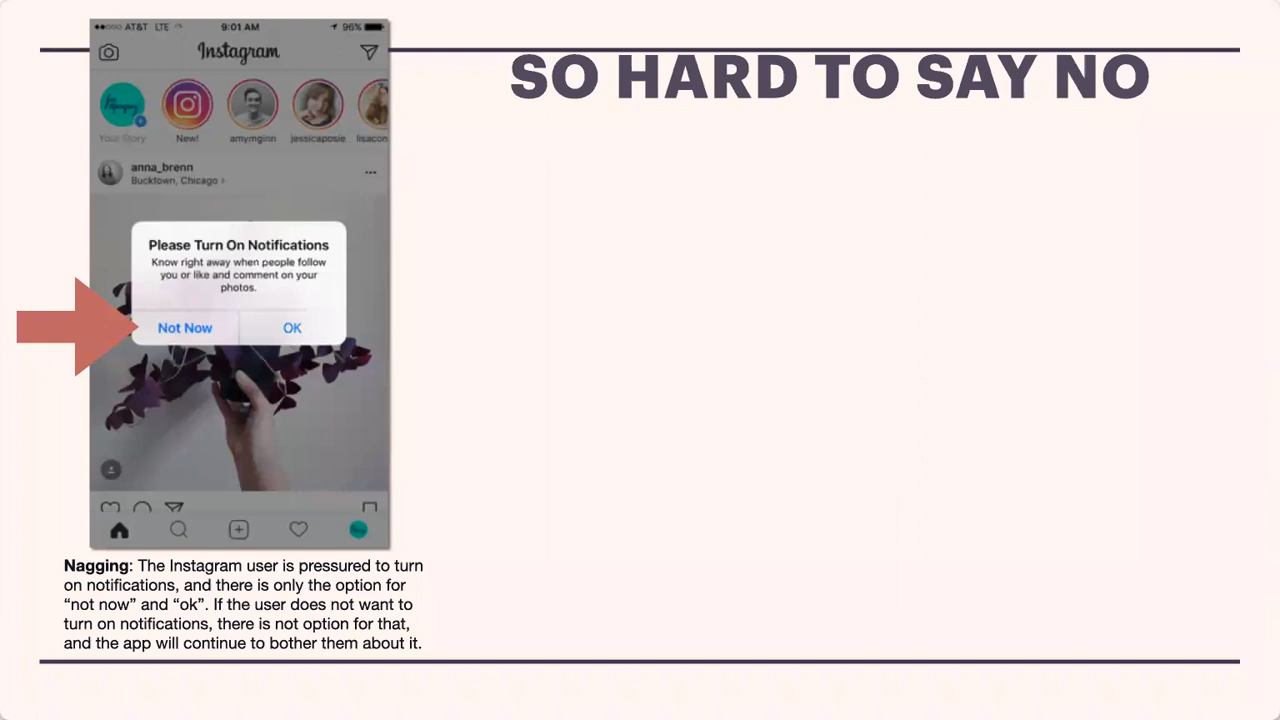 AT&T LTE 9:01 AM 96%
Instagram
SO HARD TO SAY NO
Your Story New! amymginn jessicaposie lisacon
anna_brenn
Bucktown, Chicago
Please Turn On Notifications
Know right away when people follow
you or like and comment on your
photos.
Not Now OK
Nagging: The Instagram user is pressured to turn
on notifications, and there is only the option for
“not now” and “ok”. If the user does not want to
turn on notifications, there is not option for that,
and the app will continue to bother them about it.